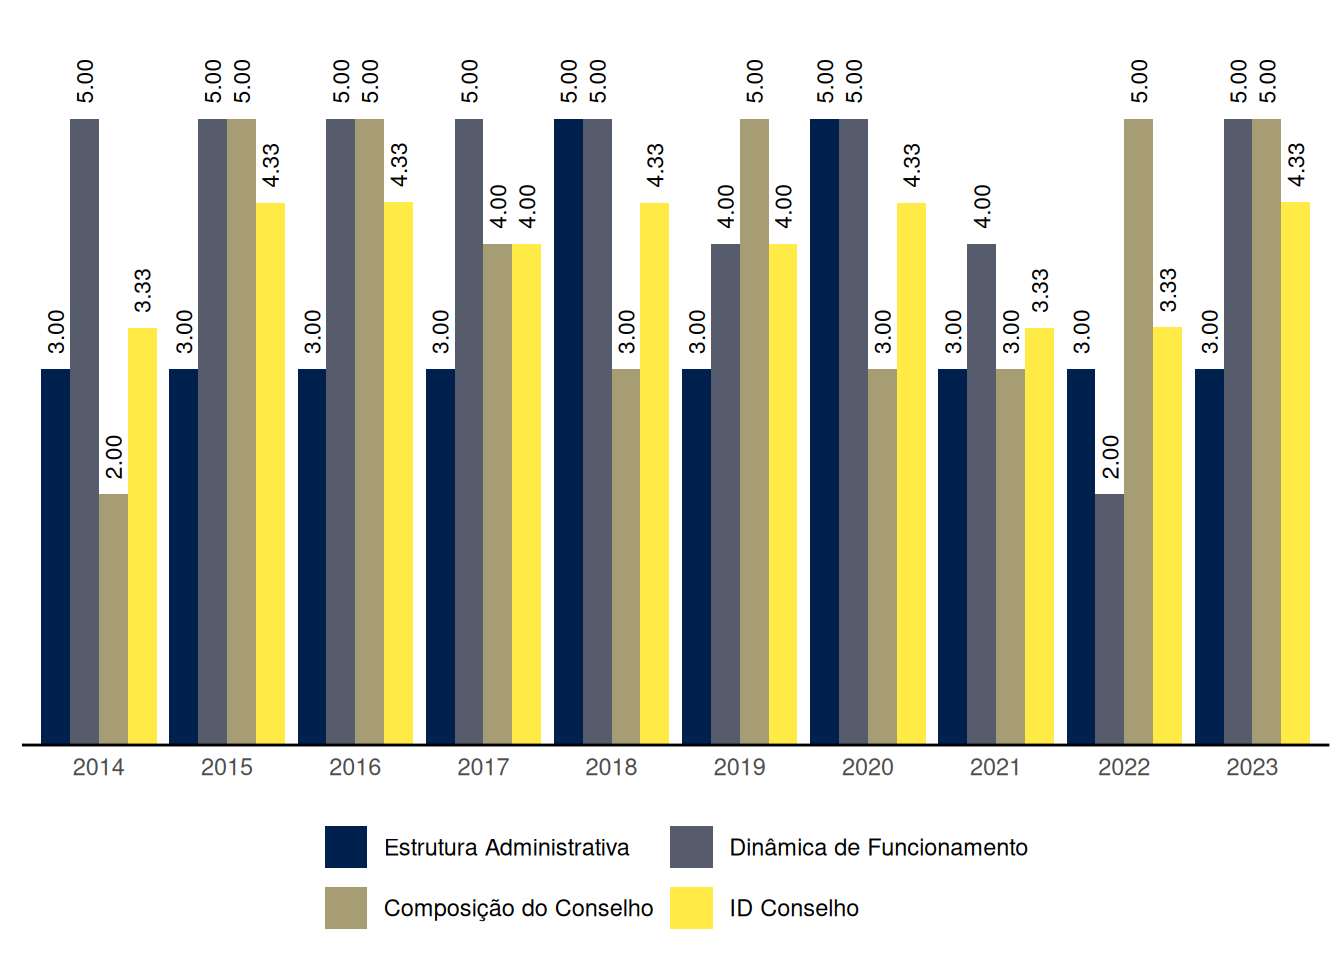 5.00 5.00 5.00 5.00 5.00 5.00 5.00 5.00 5.00 5.00 5.00 5.00 5.00 5.00
4.33 4.33 4.33 4.33 4.33
4.00 4.00 4.00 4.00 4.00
3.33 3.33 3.33
3.00 3.00 3.00 3.00 3.00 3.00 3.00 3.00 3.00 3.00 3.00
2.00 2.00
2014 2015 2016 2017 2018 2019 2020 2021 2022 2023
Estrutura Administrativa Dinâmica de Funcionamento
Composição do Conselho ID Conselho